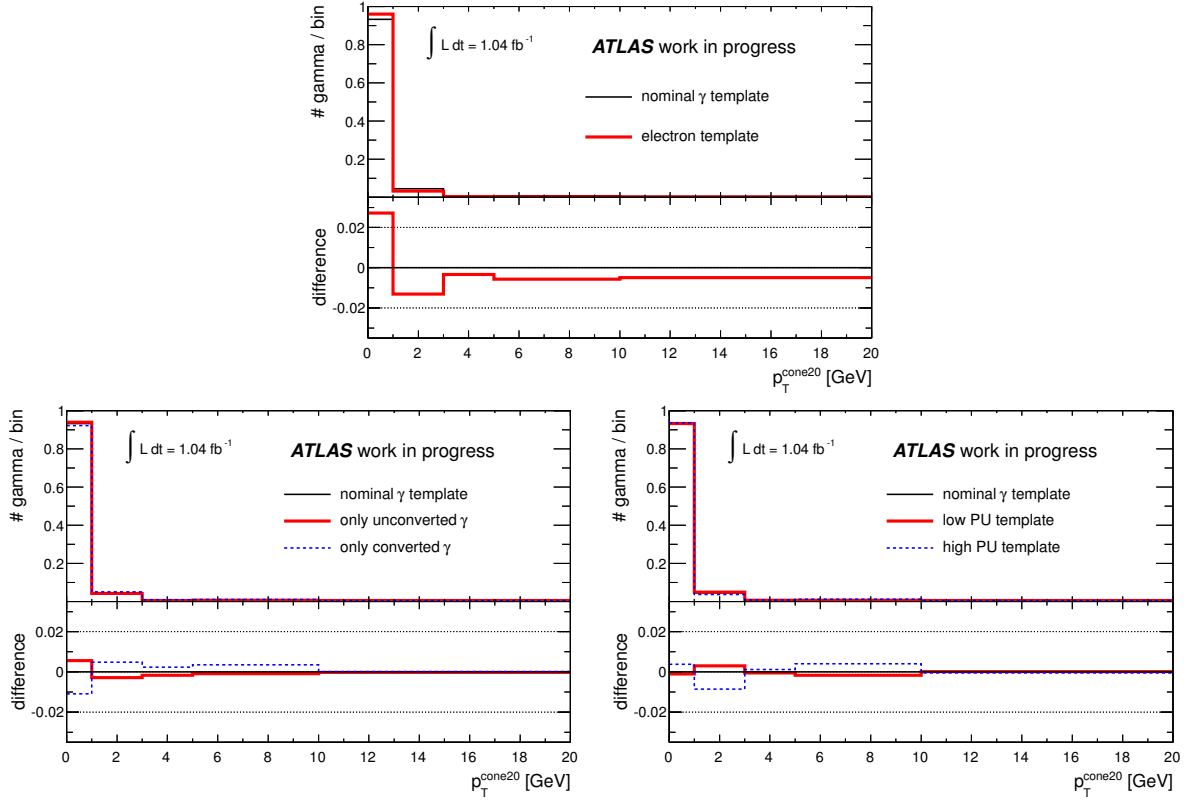 # gamma / bin
1
0.8
0.6
0.4
0.2
∫ L dt = 1.04 fb⁻¹
ATLAS work in progress
nominal γ template
electron template
difference
0.02
0
-0.02
0 2 4 6 8 10 12 14 16 18 20
p_T^cone20 [GeV]
# gamma / bin
1
0.8
0.6
0.4
0.2
∫ L dt = 1.04 fb⁻¹
ATLAS work in progress
nominal γ template
only unconverted γ
only converted γ
difference
0.02
0
-0.02
0 2 4 6 8 10 12 14 16 18 20
p_T^cone20 [GeV]
# gamma / bin
1
0.8
0.6
0.4
0.2
∫ L dt = 1.04 fb⁻¹
ATLAS work in progress
nominal γ template
low PU template
high PU template
difference
0.02
0
-0.02
0 2 4 6 8 10 12 14 16 18 20
p_T^cone20 [GeV]